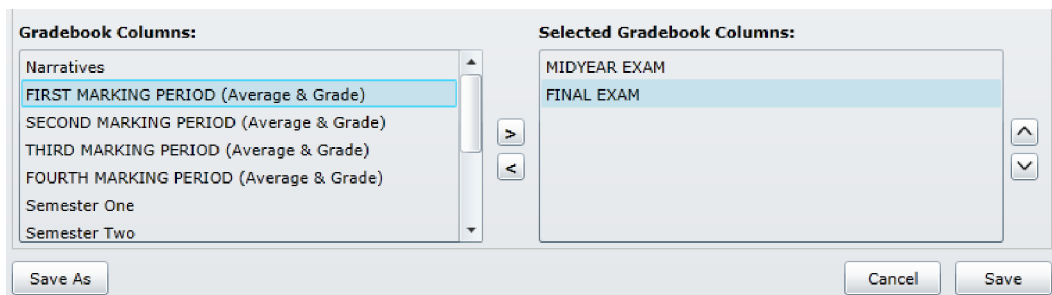 Gradebook Columns:
Narratives
FIRST MARKING PERIOD (Average & Grade)
SECOND MARKING PERIOD (Average & Grade)
THIRD MARKING PERIOD (Average & Grade)
FOURTH MARKING PERIOD (Average & Grade)
Semester One
Semester Two
>
<
Selected Gradebook Columns:
MIDYEAR EXAM
FINAL EXAM
Save As
Cancel
Save